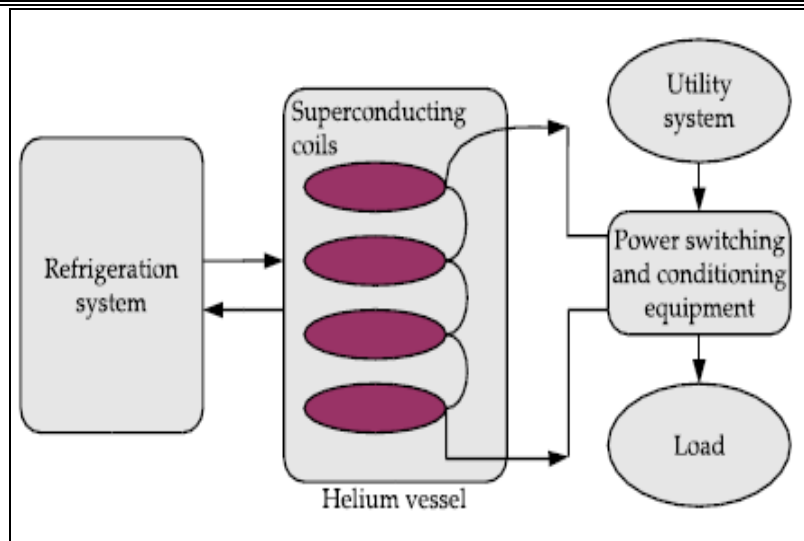 Refrigeration
system
Superconducting
coils
Helium vessel
Utility
system
Power switching
and conditioning
equipment
Load